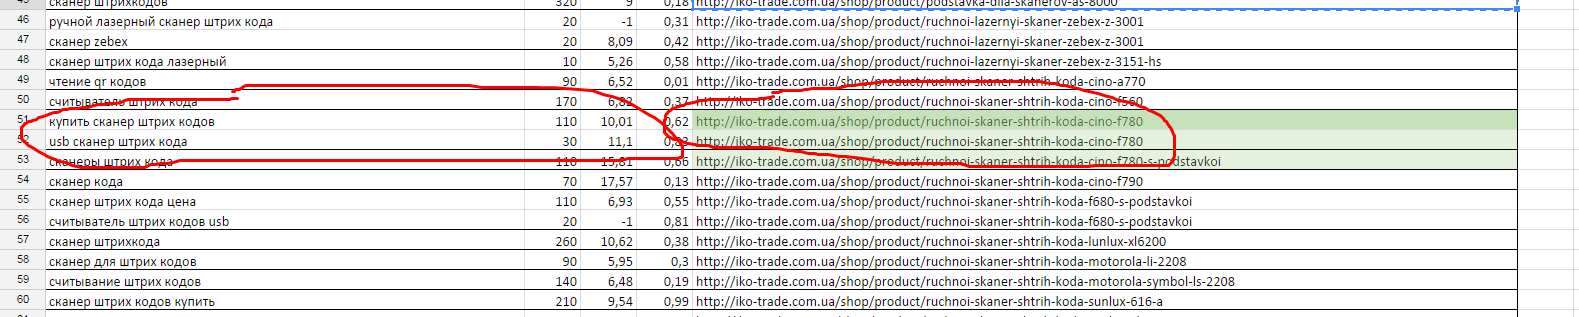 45 сканер штрихкодов 320 9 0,18 http://iko-trade.com.ua/shop/product/podstavka-dlia-skanerov-as-8000
46 ручной лазерный сканер штрих кода 20 -1 0,31 http://iko-trade.com.ua/shop/product/ruchnoi-lazernyi-skaner-zebex-z-3001
47 сканер zebex 20 8,09 0,42 http://iko-trade.com.ua/shop/product/ruchnoi-lazernyi-skaner-zebex-z-3001
48 сканер штрих кода лазерный 10 5,26 0,58 http://iko-trade.com.ua/shop/product/ruchnoi-lazernyi-skaner-zebex-z-3151-hs
49 чтение qr кодов 90 6,52 0,01 http://iko-trade.com.ua/shop/product/ruchnoi-skaner-shtrih-koda-cino-a770
50 считыватель штрих кода 170 0,37 http://iko-trade.com.ua/shop/product/ruchnoi-skaner-shtrih-koda-cino-f560
51 купить сканер штрих кодов 110 10,01 0,62 http://iko-trade.com.ua/shop/product/ruchnoi-skaner-shtrih-koda-cino-f780
52 usb сканер штрих кода 30 11,1 http://iko-trade.com.ua/shop/product/ruchnoi-skaner-shtrih-koda-cino-f780
53 сканеры штрих кода 110 15,81 0,66 http://iko-trade.com.ua/shop/product/ruchnoi-skaner-shtrih-koda-cino-f780-s-podstavkoi
54 сканер кода 70 17,57 0,13 http://iko-trade.com.ua/shop/product/ruchnoi-skaner-shtrih-koda-cino-f790
55 сканер штрих кода цена 110 6,93 0,55 http://iko-trade.com.ua/shop/product/ruchnoi-skaner-shtrih-koda-f680-s-podstavkoi
56 считыватель штрих кодов usb 20 -1 0,81 http://iko-trade.com.ua/shop/product/ruchnoi-skaner-shtrih-koda-f680-s-podstavkoi
57 сканер штрихкода 260 10,62 0,38 http://iko-trade.com.ua/shop/product/ruchnoi-skaner-shtrih-koda-lunlux-xl6200
58 сканер для штрих кодов 90 5,95 0,3 http://iko-trade.com.ua/shop/product/ruchnoi-skaner-shtrih-koda-motorola-li-2208
59 считывание штрих кодов 140 6,48 0,19 http://iko-trade.com.ua/shop/product/ruchnoi-skaner-shtrih-koda-motorola-symbol-ls-2208
60 сканер штрих кодов купить 210 9,54 0,99 http://iko-trade.com.ua/shop/product/ruchnoi-skaner-shtrih-koda-sunlux-616-a